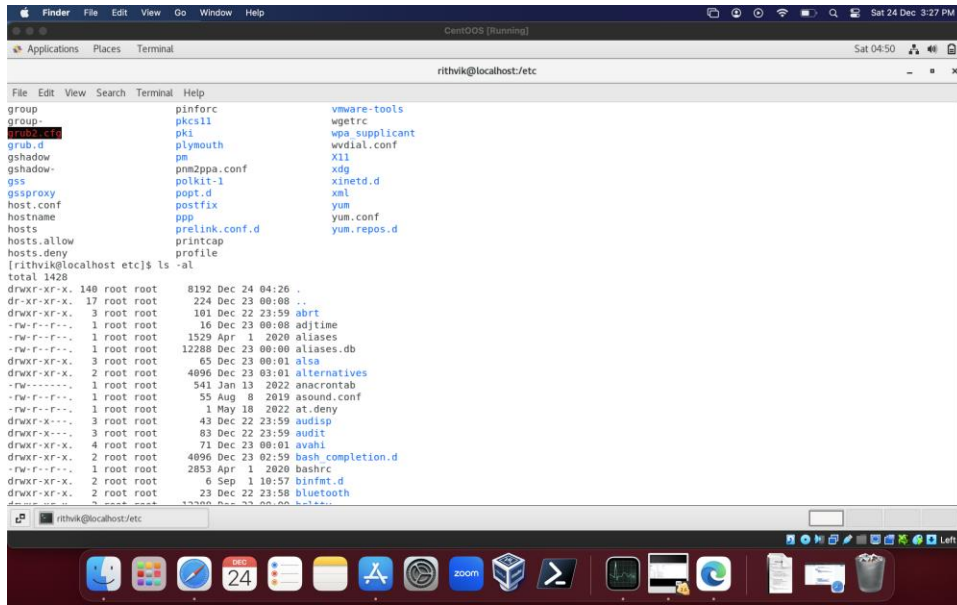 Finder File Edit View Go Window Help Sat 24 Dec 3:27 PM
CentOOS [Running]
Applications Places Terminal Sat 04:50
rithvik@localhost:/etc
File Edit View Search Terminal Help
group pinforc vmware-tools
group- pkcs11 wgetrc
grub2.cfg pki wpa_supplicant
grub.d plymouth wvdial.conf
gshadow pm X11
gshadow- pnm2ppa.conf xdg
gss polkit-1 xinetd.d
gssproxy popt.d xml
host.conf postfix yum
hostname ppp yum.conf
hosts prelink.conf.d yum.repos.d
hosts.allow printcap
hosts.deny profile
[rithvik@localhost etc]$ ls -al
total 1428
drwxr-xr-x. 140 root root 8192 Dec 24 04:26 .
dr-xr-xr-x. 17 root root 224 Dec 23 00:08 ..
drwxr-xr-x. 3 root root 101 Dec 22 23:59 abrt
-rw-r--r--. 1 root root 16 Dec 23 00:08 adjtime
-rw-r--r--. 1 root root 1529 Apr 1 2020 aliases
-rw-r--r--. 1 root root 12288 Dec 23 00:00 aliases.db
drwxr-xr-x. 3 root root 65 Dec 23 00:01 alsa
drwxr-xr-x. 2 root root 4096 Dec 23 03:01 alternatives
-rw-------. 1 root root 541 Jan 13 2022 anacrontab
-rw-r--r--. 1 root root 55 Aug 8 2019 asound.conf
-rw-r--r--. 1 root root 1 May 18 2022 at.deny
drwxr-x---. 3 root root 43 Dec 22 23:59 audisp
drwxr-x---. 3 root root 83 Dec 22 23:59 audit
drwxr-xr-x. 4 root root 71 Dec 23 00:01 avahi
drwxr-xr-x. 2 root root 4096 Dec 23 02:59 bash_completion.d
-rw-r--r--. 1 root root 2853 Apr 1 2020 bashrc
drwxr-xr-x. 2 root root 6 Sep 1 10:57 binfmt.d
drwxr-xr-x. 2 root root 23 Dec 22 23:58 bluetooth
rithvik@localhost:/etc
Left
DEC
24
zoom